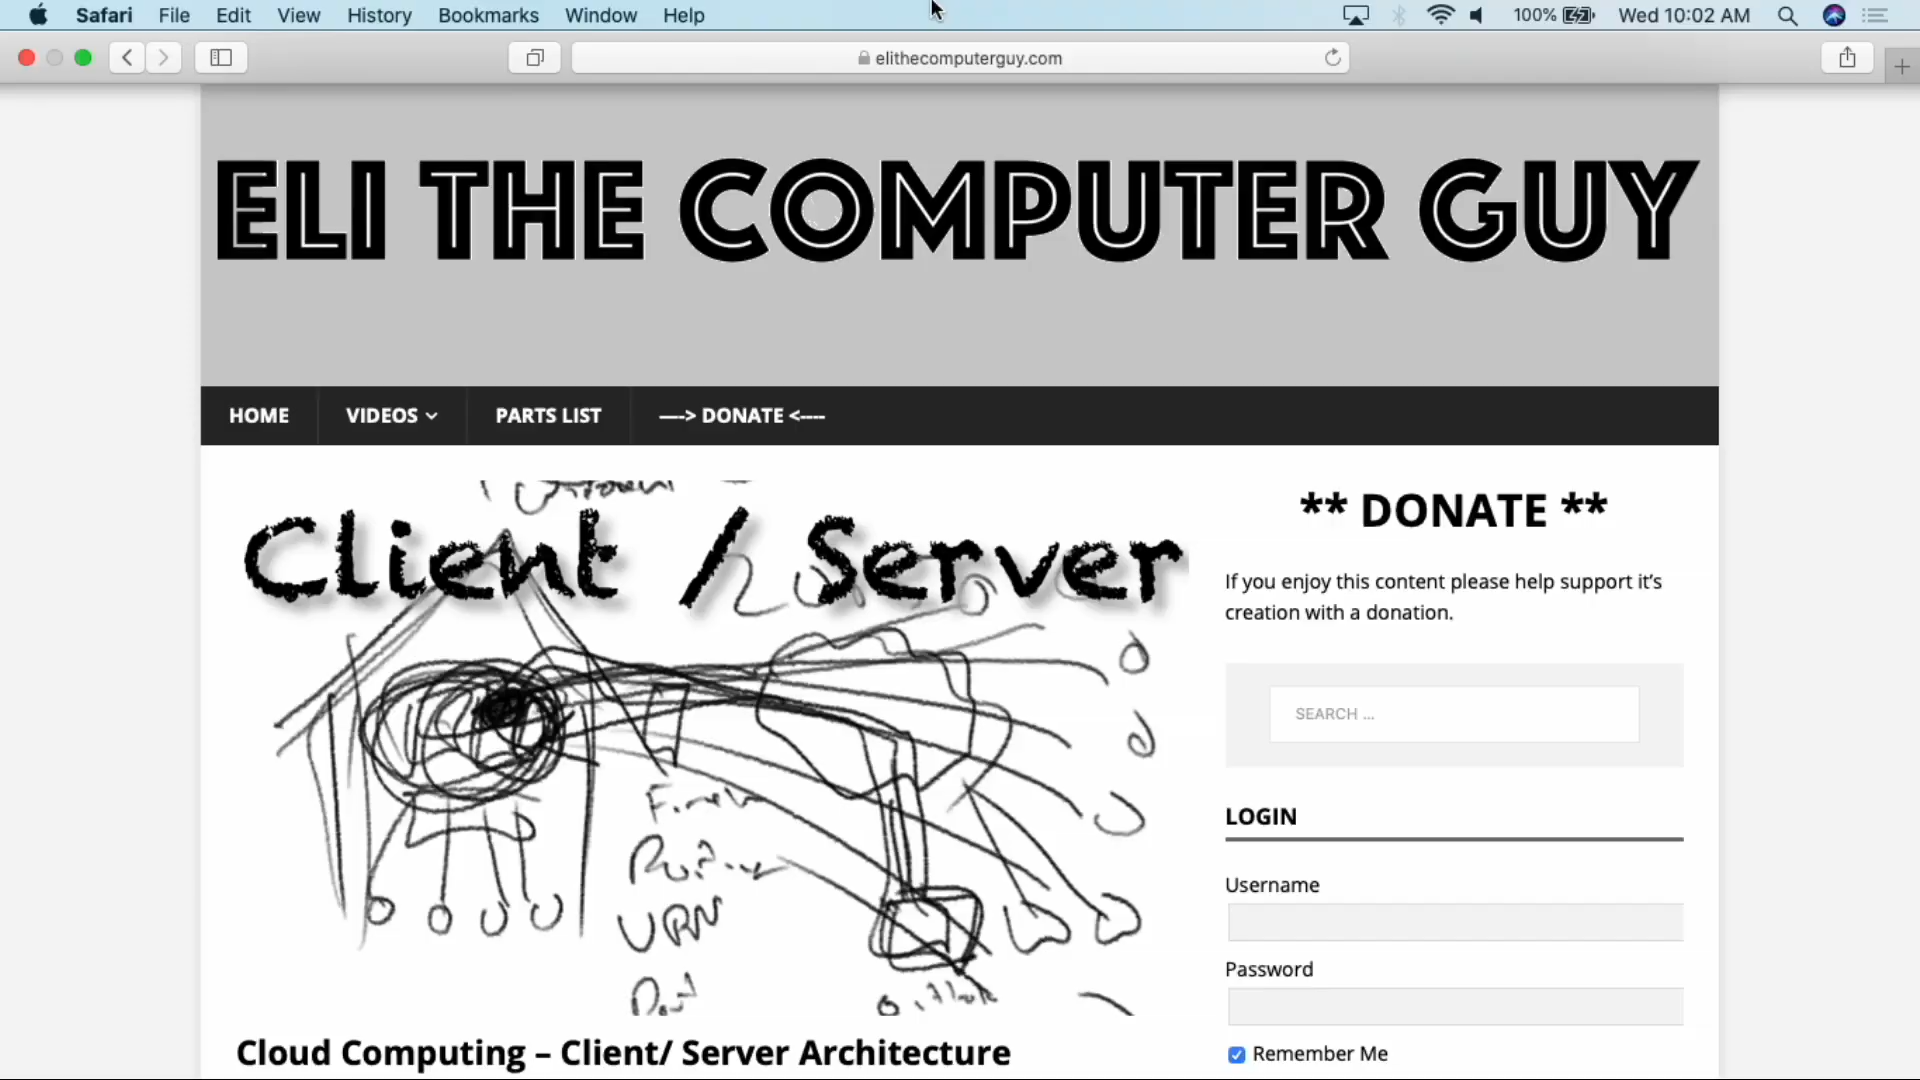 Safari File Edit View History Bookmarks Window Help 100% Wed 10:02 AM
elithecomputerguy.com
ELI THE COMPUTER GUY
HOME VIDEOS PARTS LIST —-> DONATE <----
Client / Server
VPN
Cloud Computing – Client/ Server Architecture
** DONATE **
If you enjoy this content please help support it’s
creation with a donation.
SEARCH …
LOGIN
Username
Password
Remember Me